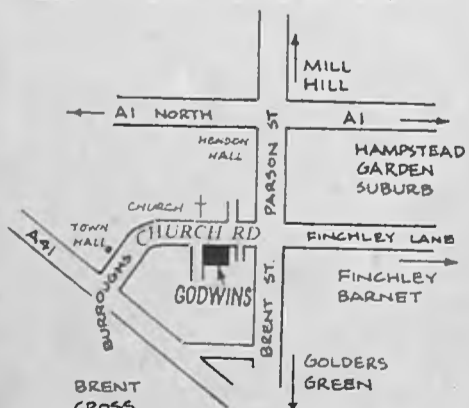 MILL
HILL
A1 NORTH
A1
HENDON
HALL
PARSON ST
HAMPSTEAD
GARDEN
SUBURB
CHURCH
TOWN
HALL
CHURCH RD
FINCHLEY LANE
A41
BURROUGHS
GODWINS
BRENT ST.
FINCHLEY
BARNET
GOLDERS
GREEN
BRENT
CROSS